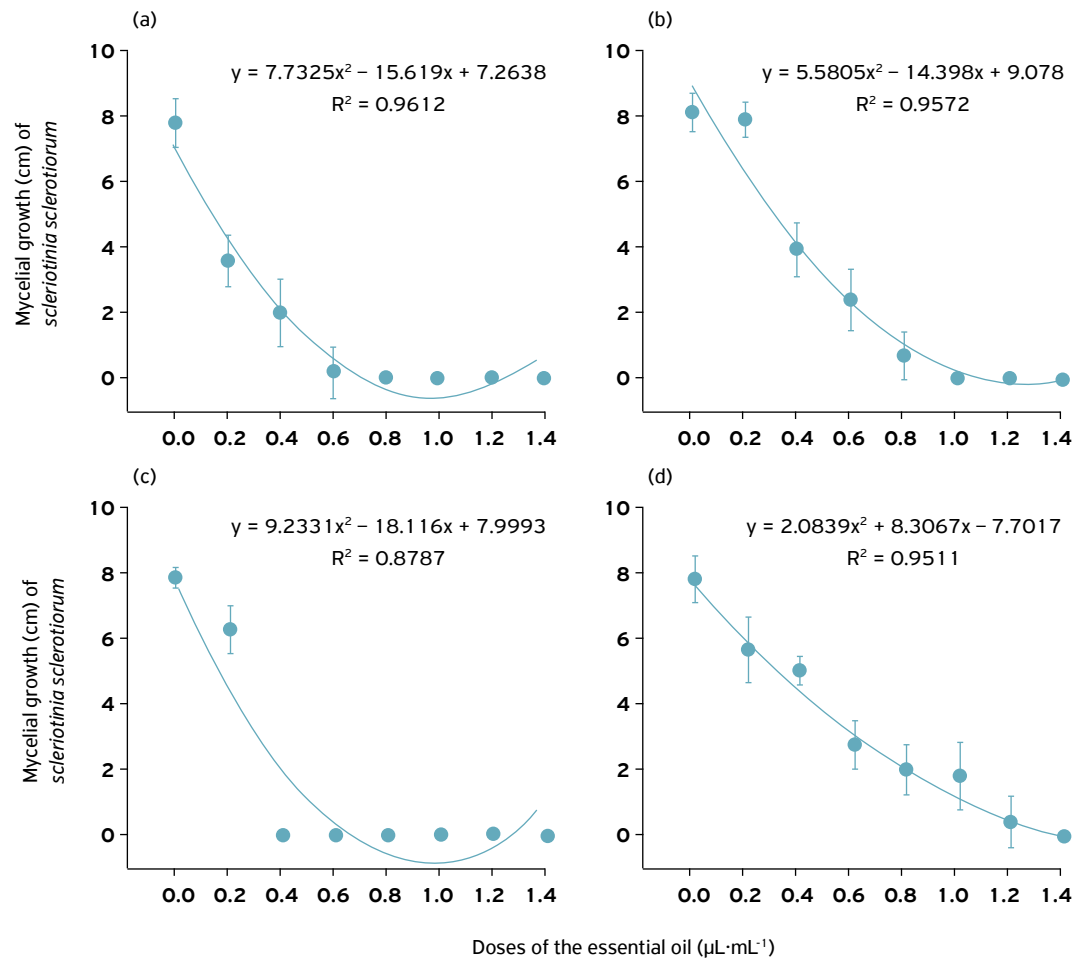 (a)
y = 7.7325x² – 15.619x + 7.2638
R² = 0.9612
10
8
6
4
2
0
0.0 0.2 0.4 0.6 0.8 1.0 1.2 1.4
Mycelial growth (cm) of
scleriotinia sclerotiorum
(b)
y = 5.5805x² – 14.398x + 9.078
R² = 0.9572
10
8
6
4
2
0
0.0 0.2 0.4 0.6 0.8 1.0 1.2 1.4
(c)
y = 9.2331x² – 18.116x + 7.9993
R² = 0.8787
10
8
6
4
2
0
0.0 0.2 0.4 0.6 0.8 1.0 1.2 1.4
Mycelial growth (cm) of
scleriotinia sclerotiorum
(d)
y = 2.0839x² + 8.3067x – 7.7017
R² = 0.9511
10
8
6
4
2
0
0.0 0.2 0.4 0.6 0.8 1.0 1.2 1.4
Doses of the essential oil (µL·mL⁻¹)